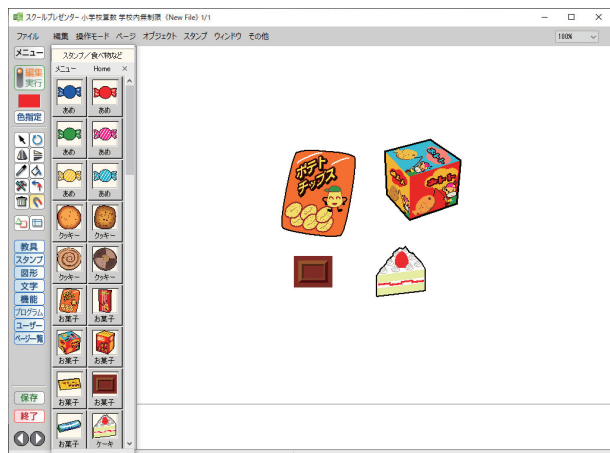 スクールプレゼンター 小学校算数 学校内無制限 (New File) 1/1
ファイル 編集 操作モード ページ オブジェクト スタンプ ウィンドウ その他
100%
メニュー
編集
実行
色指定
教具
スタンプ
図形
文字
機能
プログラム
ユーザー
ページ一覧
保存
終了
スタンプ/食べ物など
メニュー Home ×
あめ あめ
あめ あめ
あめ あめ
クッキー クッキー
クッキー クッキー
お菓子 お菓子
お菓子 お菓子
お菓子 お菓子
お菓子 ケーキ
ポテト
チップス